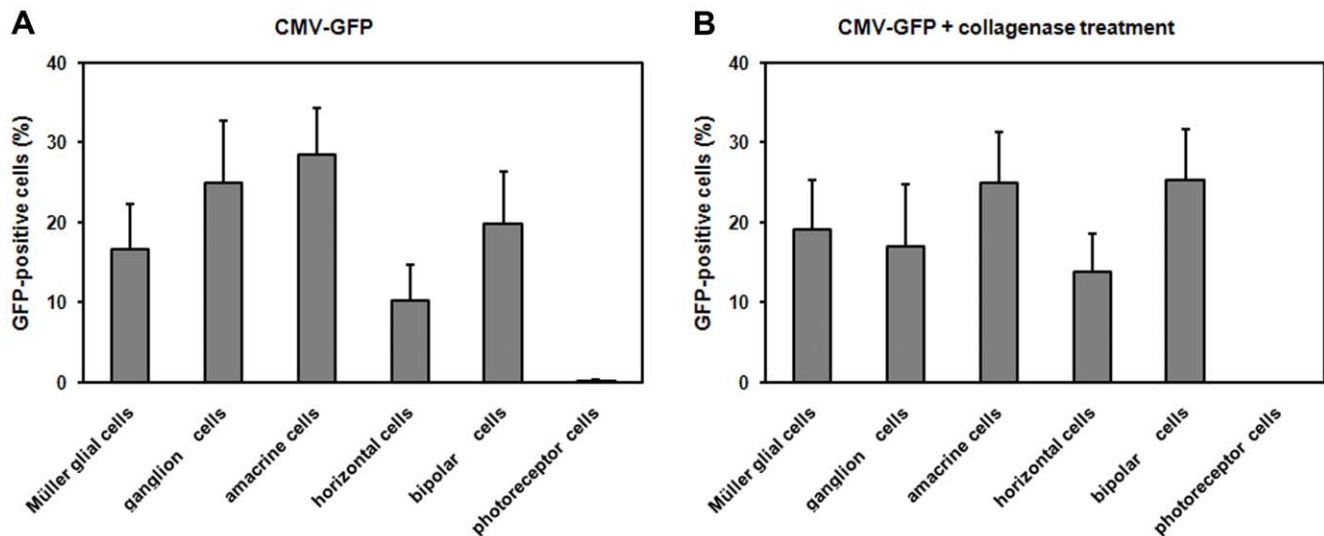 A
CMV-GFP
GFP-positive cells (%)
40
30
20
10
0
Müller glial cells
ganglion cells
amacrine cells
horizontal cells
bipolar cells
photoreceptor cells
B
CMV-GFP + collagenase treatment
GFP-positive cells (%)
40
30
20
10
0
Müller glial cells
ganglion cells
amacrine cells
horizontal cells
bipolar cells
photoreceptor cells